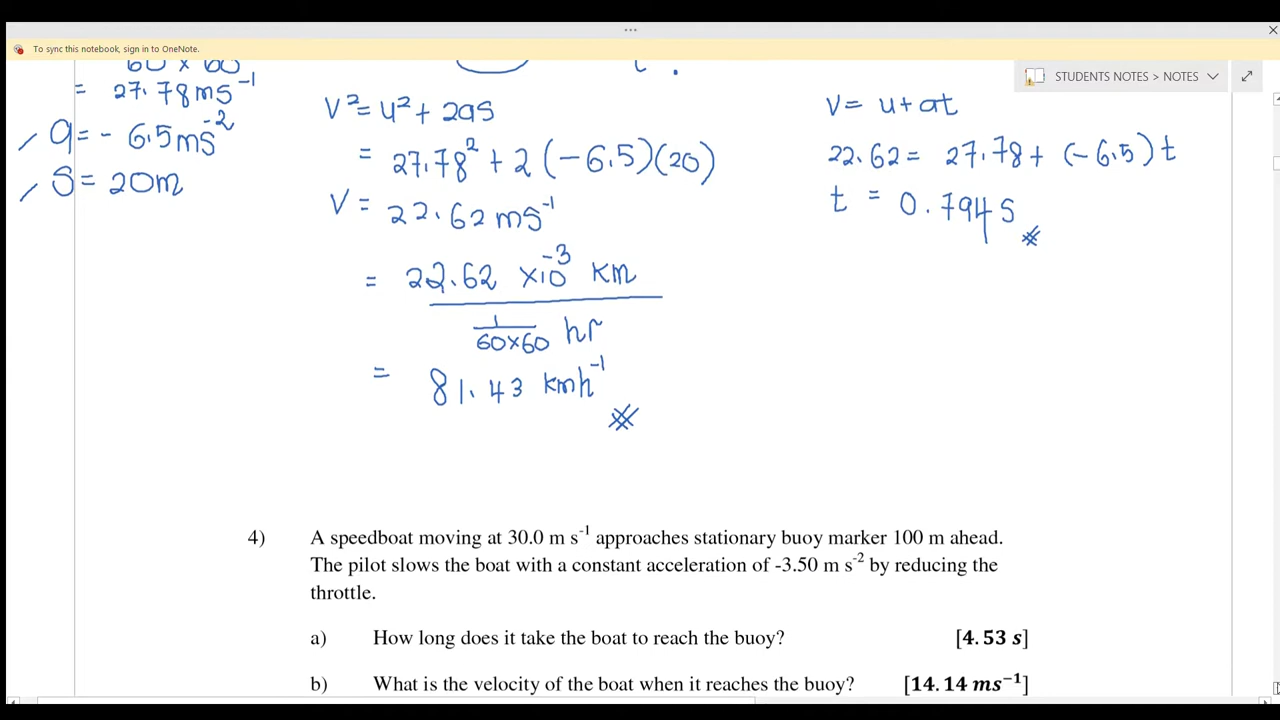 To sync this notebook, sign in to OneNote.
STUDENTS NOTES > NOTES
60 × 60
= 27.78 ms⁻¹
a = - 6.5 ms⁻²
S = 20m
V² = u² + 2as
= 27.78² + 2 (-6.5)(20)
V = 22.62 ms⁻¹
= 22.62 ×10⁻³ km
1
60×60 hr
= 81.43 kmh⁻¹
t
V = u + at
22.62 = 27.78 + (-6.5) t
t = 0.794 s
4) A speedboat moving at 30.0 m s⁻¹ approaches stationary buoy marker 100 m ahead.
The pilot slows the boat with a constant acceleration of -3.50 m s⁻² by reducing the
throttle.
a) How long does it take the boat to reach the buoy? [4.53 s]
b) What is the velocity of the boat when it reaches the buoy? [14.14 ms⁻¹]